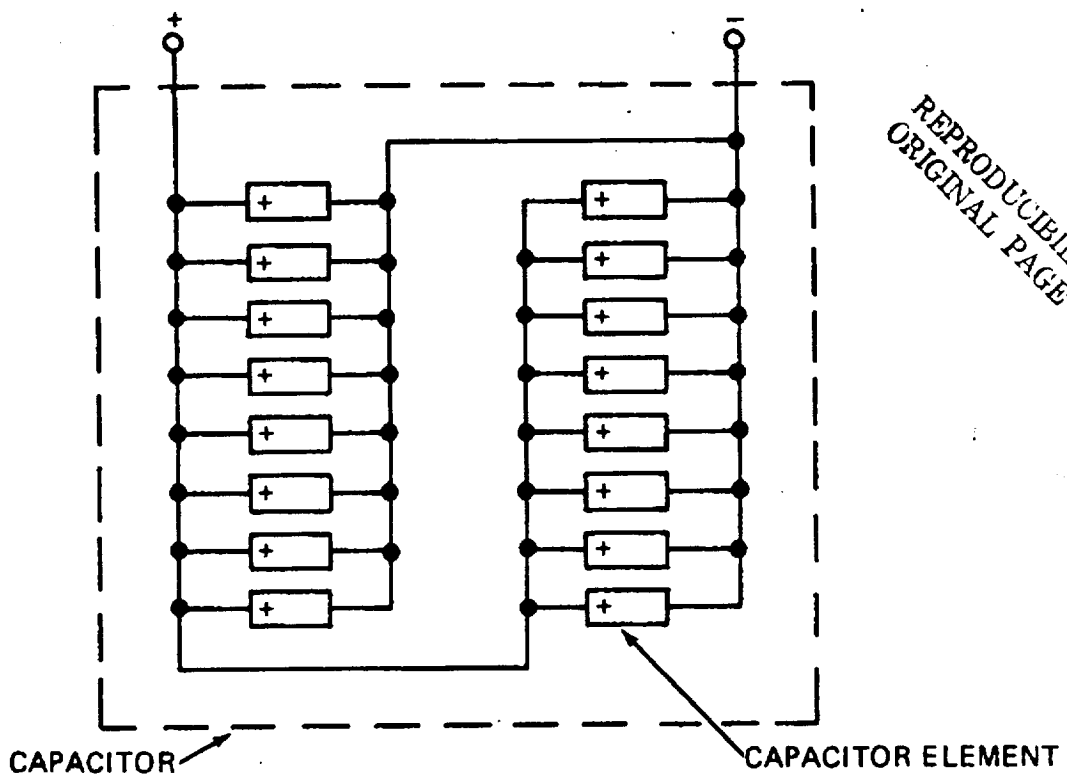 +
−
REPRODUCIBI
ORIGINAL PAGE
+ +
+ +
+ +
+ +
+ +
+ +
+ +
+ +
CAPACITOR
CAPACITOR ELEMENT